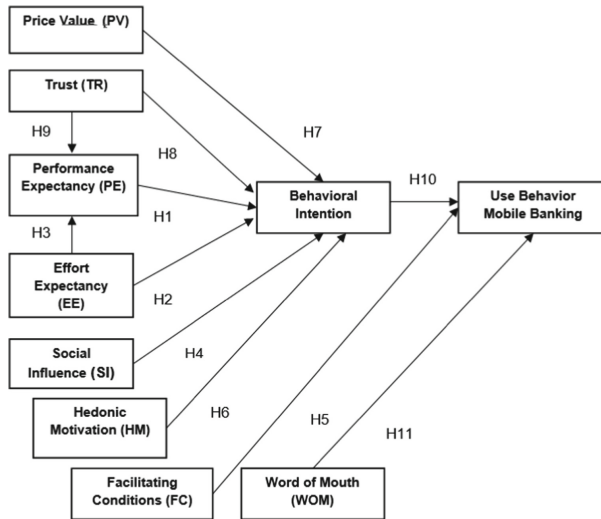 Price Value (PV)
Trust (TR)
H9
H7
H8
Performance
Expectancy (PE)
Behavioral
Intention
H10
Use Behavior
Mobile Banking
H1
H3
Effort
Expectancy
(EE)
H2
Social
Influence (SI)
H4
Hedonic
Motivation (HM)
H6
H5
H11
Facilitating
Conditions (FC)
Word of Mouth
(WOM)